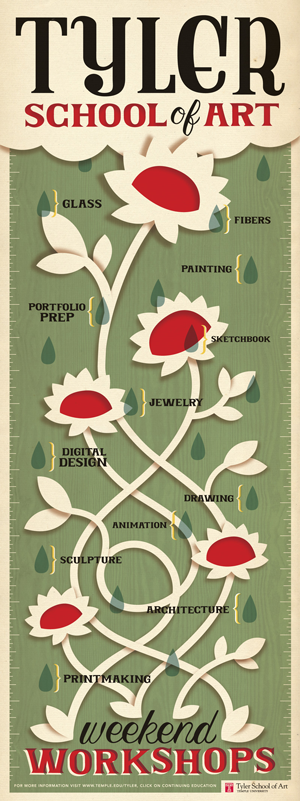 TYLER
SCHOOL of ART
GLASS
FIBERS
PAINTING
PORTFOLIO
PREP
SKETCHBOOK
JEWELRY
DIGITAL
DESIGN
DRAWING
ANIMATION
SCULPTURE
ARCHITECTURE
PRINTMAKING
weekend
WORKSHOPS
FOR MORE INFORMATION VISIT WWW.TEMPLE.EDU/TYLER, CLICK ON CONTINUING EDUCATION
Tyler School of Art
TEMPLE UNIVERSITY